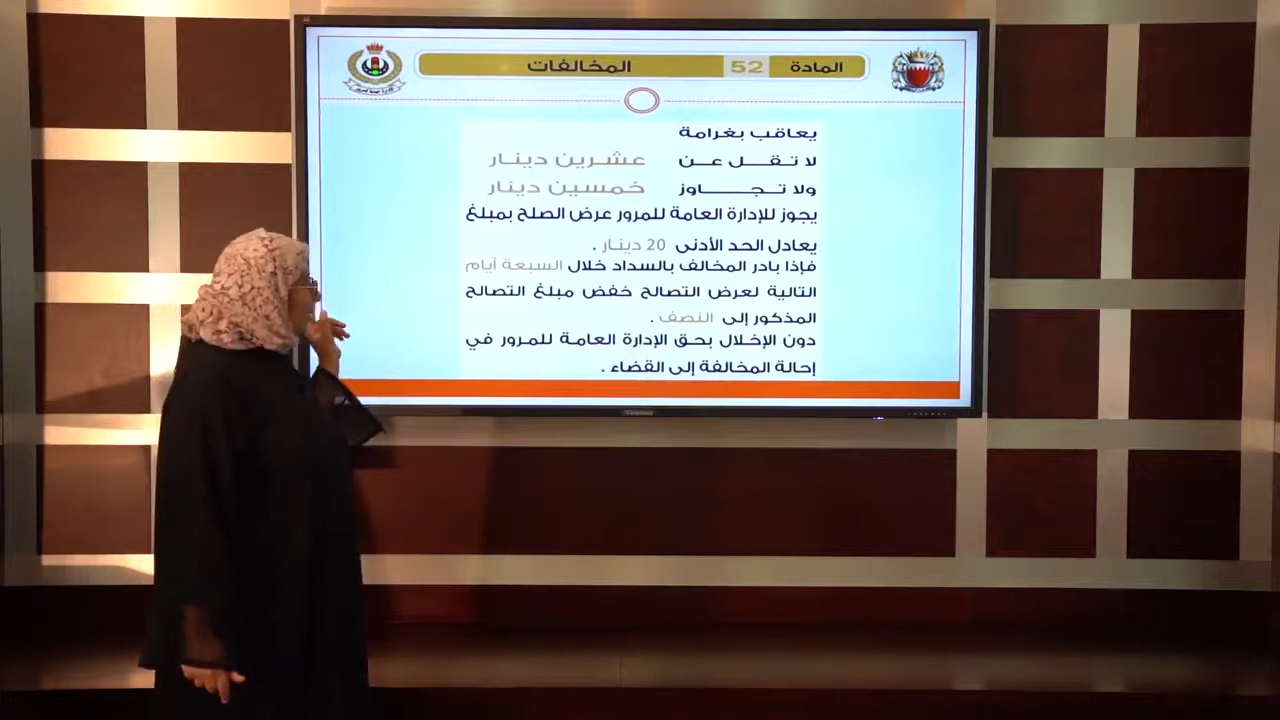 المادة 52 المخالفات
يعاقب بغرامة
لا تقل عن عشرين دينار
ولا تجاوز خمسين دينار
يجوز للإدارة العامة للمرور عرض الصلح بمبلغ
يعادل الحد الأدنى 20 دينار .
فإذا بادر المخالف بالسداد خلال السبعة أيام
التالية لعرض التصالح خفض مبلغ التصالح
المذكور إلى النصف .
دون الإخلال بحق الإدارة العامة للمرور في
إحالة المخالفة إلى القضاء .